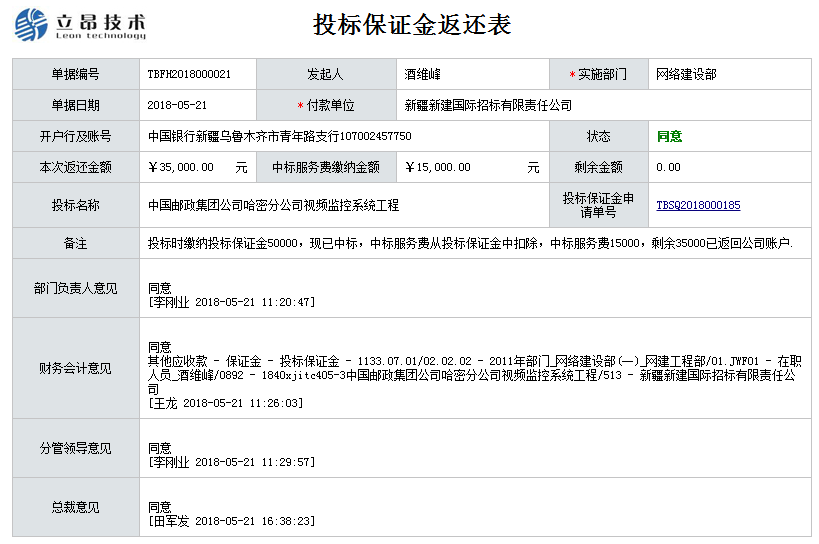 立昂技术
Leon technology
投标保证金返还表
单据编号 TBFH2018000021 发起人 酒维峰 *实施部门 网络建设部
单据日期 2018-05-21 *付款单位 新疆新建国际招标有限责任公司
开户行及账号 中国银行新疆乌鲁木齐市青年路支行107002457750 状态 同意
本次返还金额 ￥35,000.00 元 中标服务费缴纳金额 ￥15,000.00 元 剩余金额 0.00
投标名称 中国邮政集团公司哈密分公司视频监控系统工程 投标保证金申
请单号 TBSQ2018000185
备注 投标时缴纳投标保证金50000，现已中标，中标服务费从投标保证金中扣除，中标服务费15000，剩余35000已返回公司账户.
部门负责人意见 同意
[李刚业 2018-05-21 11:20:47]
财务会计意见 同意
其他应收款 - 保证金 - 投标保证金 - 1133.07.01/02.02.02 - 2011年部门_网络建设部(一)_网建工程部/01.JWF01 - 在职
人员_酒维峰/0892 - 1840xjitc405-3中国邮政集团公司哈密分公司视频监控系统工程/513 - 新疆新建国际招标有限责任公
司
[王龙 2018-05-21 11:26:03]
分管领导意见 同意
[李刚业 2018-05-21 11:29:57]
总裁意见 同意
[田军发 2018-05-21 16:38:23]